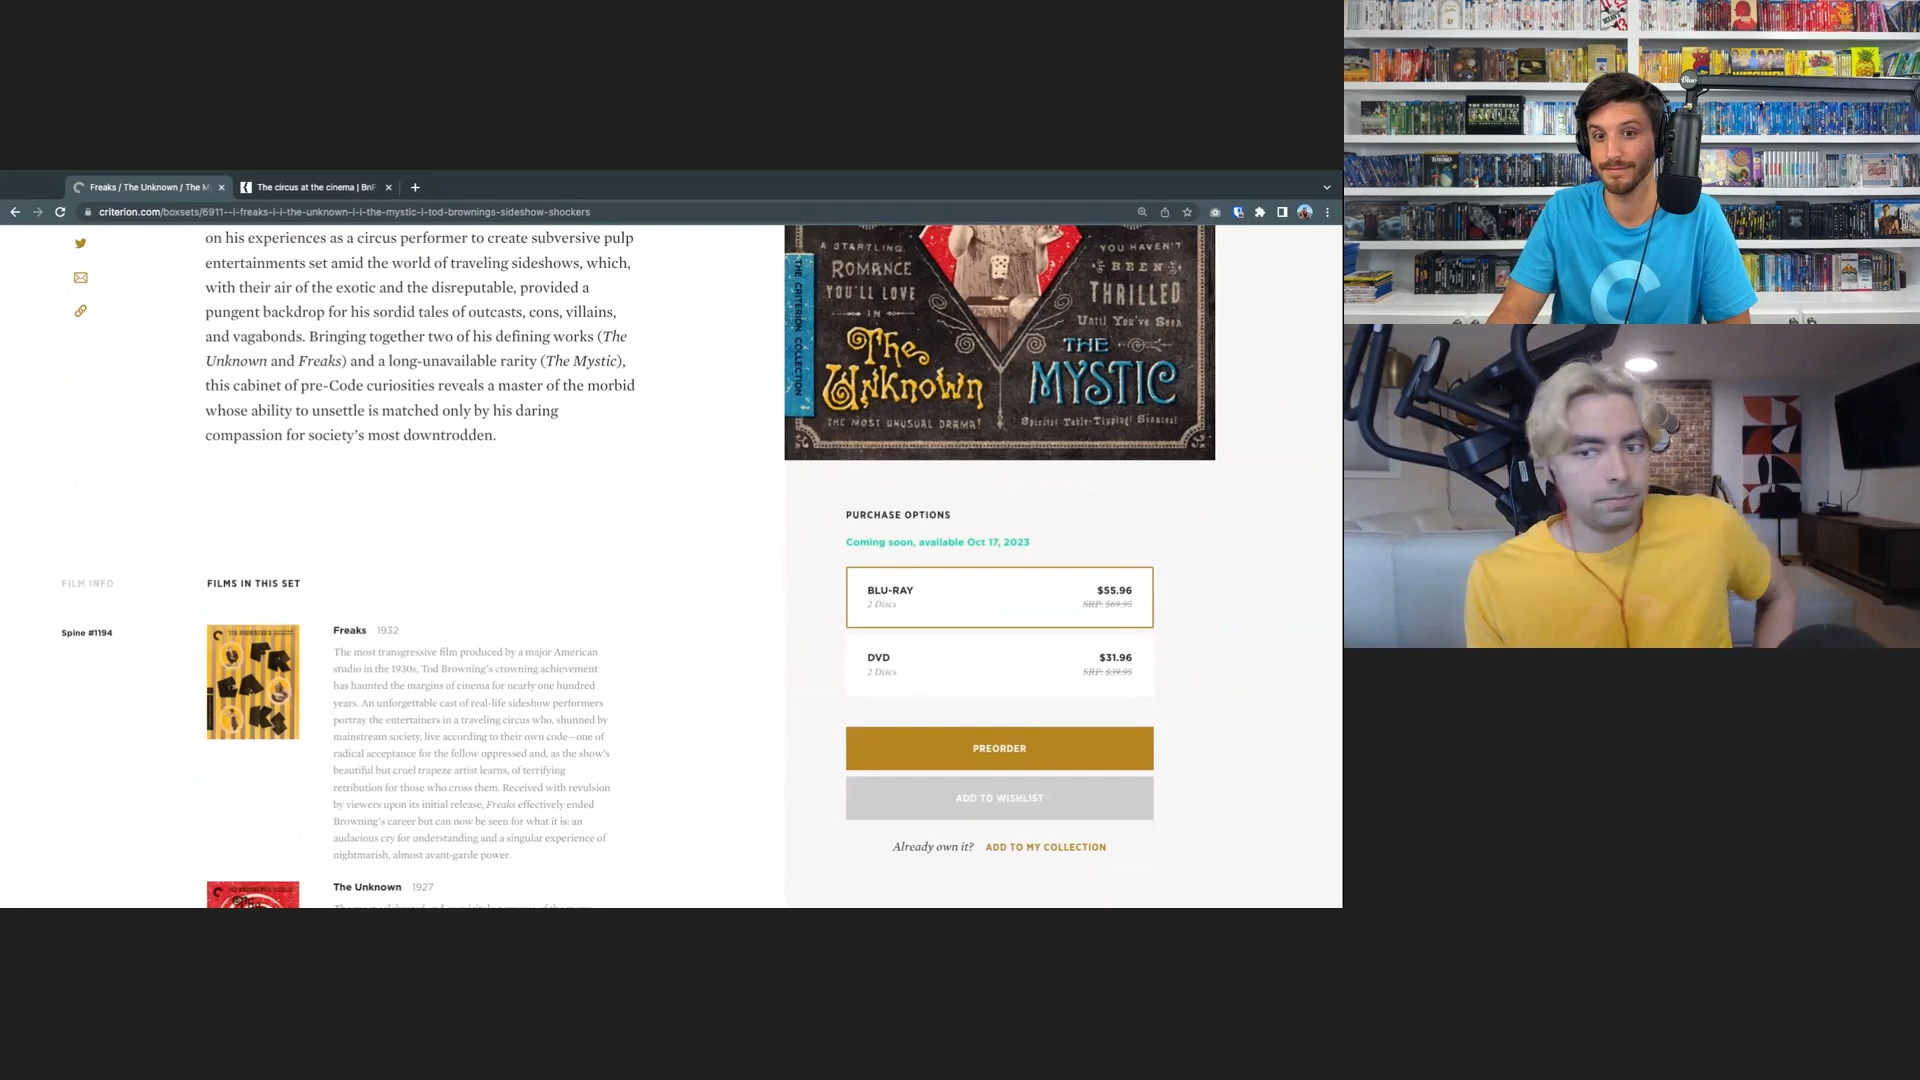 Freaks / The Unknown / The M
The circus at the cinema | BnF
criterion.com/boxsets/6911--i-freaks-i-i-the-unknown-i-i-the-mystic-i-tod-brownings-sideshow-shockers
on his experiences as a circus performer to create subversive pulp
entertainments set amid the world of traveling sideshows, which,
with their air of the exotic and the disreputable, provided a
pungent backdrop for his sordid tales of outcasts, cons, villains,
and vagabonds. Bringing together two of his defining works (The
Unknown and Freaks) and a long-unavailable rarity (The Mystic),
this cabinet of pre-Code curiosities reveals a master of the morbid
whose ability to unsettle is matched only by his daring
compassion for society's most downtrodden.
FILM INFO
Spine #1194
FILMS IN THIS SET
Freaks 1932
The most transgressive film produced by a major American
studio in the 1930s, Tod Browning's crowning achievement
has haunted the margins of cinema for nearly one hundred
years. An unforgettable cast of real-life sideshow performers
portray the entertainers in a traveling circus who, shunned by
mainstream society, live according to their own code—one of
radical acceptance for the fellow oppressed and, as the show's
beautiful but cruel trapeze artist learns, of terrifying
retribution for those who cross them. Received with revulsion
by viewers upon its initial release, Freaks effectively ended
Browning's career but can now be seen for what it is: an
audacious cry for understanding and a singular experience of
nightmarish, almost avant-garde power.
The Unknown 1927
THE CRITERION COLLECTION
A STARTLING
ROMANCE
YOU'LL LOVE
IN
The
Unknown
THE MOST UNUSUAL DRAMA!
YOU HAVEN'T
BEEN
THRILLED
Until You've Seen
THE
MYSTIC
Spirits! Table-Tipping! Seances!
PURCHASE OPTIONS
Coming soon, available Oct 17, 2023
BLU-RAY $55.96
2 Discs SRP: $69.95
DVD $31.96
2 Discs SRP: $39.95
PREORDER
ADD TO WISHLIST
Already own it? ADD TO MY COLLECTION
Blue
THE INCREDIBLE
HULK
WATCHMEN
TOTORO